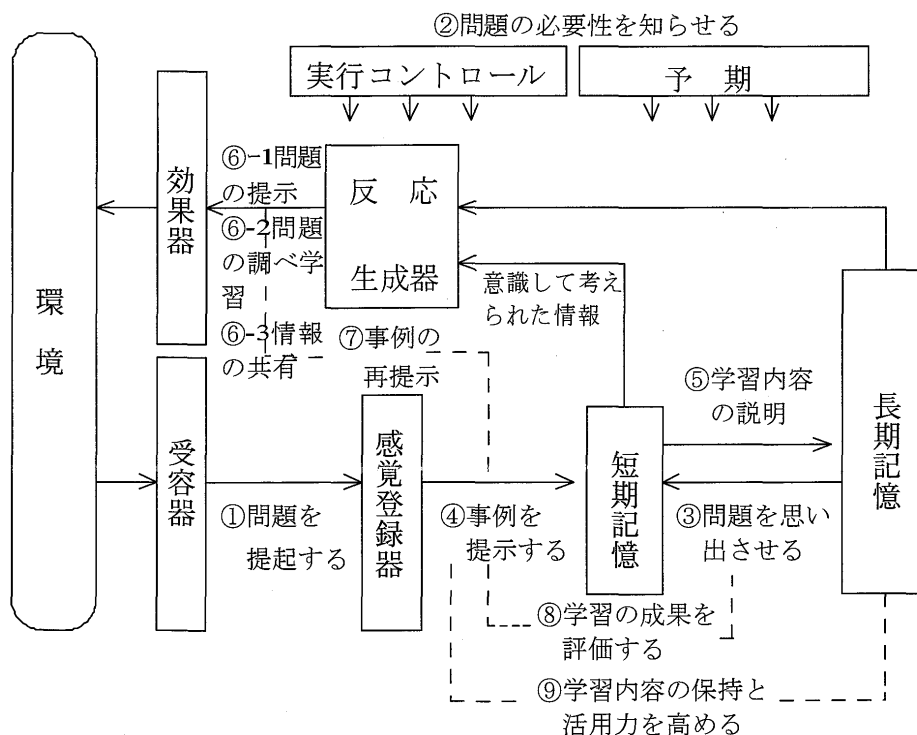 ②問題の必要性を知らせる
実行コントロール
予 期
環境
効果器
⑥-1問題
の提示
⑥-2問題
の調べ学
習
⑥-3情報
の共有
反 応
生成器
意識して考え
られた情報
⑦事例の
再提示
⑤学習内容
の説明
長期記憶
受容器
①問題を
提起する
感覚登録器
④事例を
提示する
短期記憶
③問題を思い
出させる
⑧学習の成果を
評価する
⑨学習内容の保持と
活用力を高める